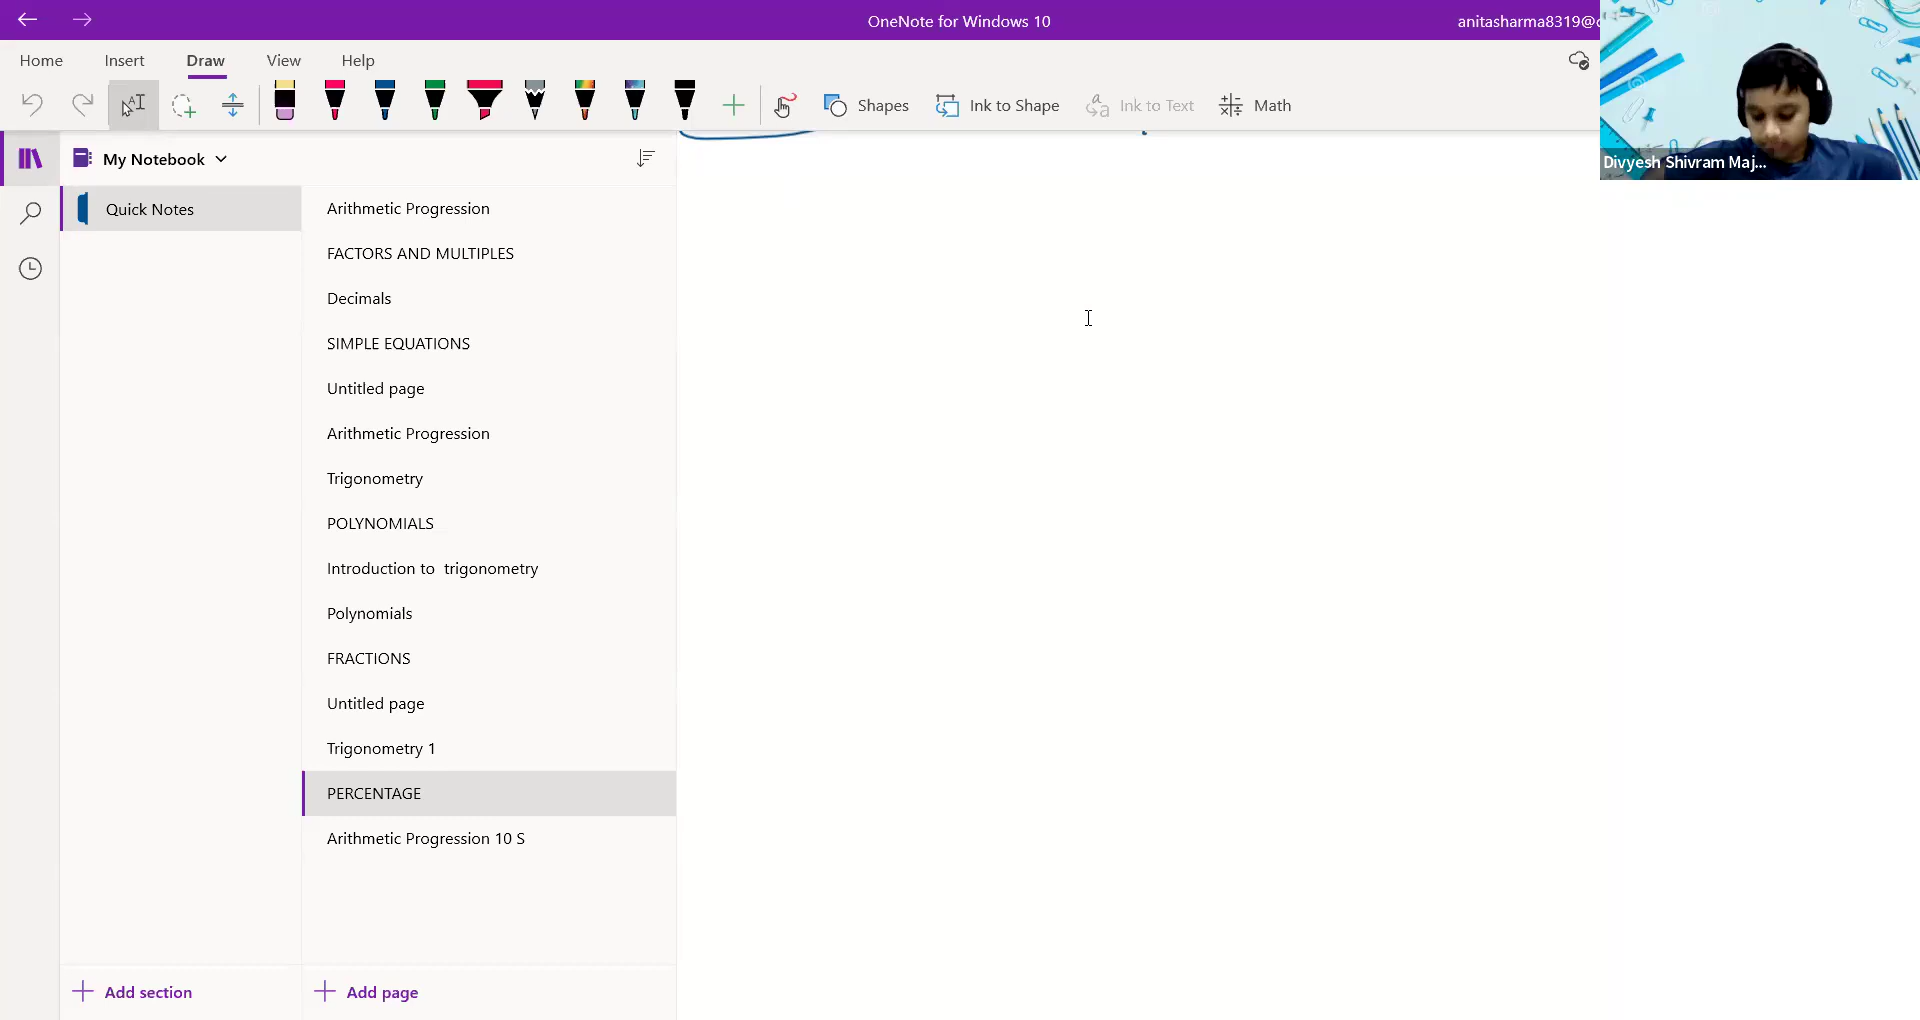 OneNote for Windows 10
anitasharma8319@
Home Insert Draw View Help
Shapes Ink to Shape Ink to Text Math
Divyesh Shivram Maj...
My Notebook
Quick Notes
Arithmetic Progression
FACTORS AND MULTIPLES
Decimals
SIMPLE EQUATIONS
Untitled page
Arithmetic Progression
Trigonometry
POLYNOMIALS
Introduction to trigonometry
Polynomials
FRACTIONS
Untitled page
Trigonometry 1
PERCENTAGE
Arithmetic Progression 10 S
Add section
Add page